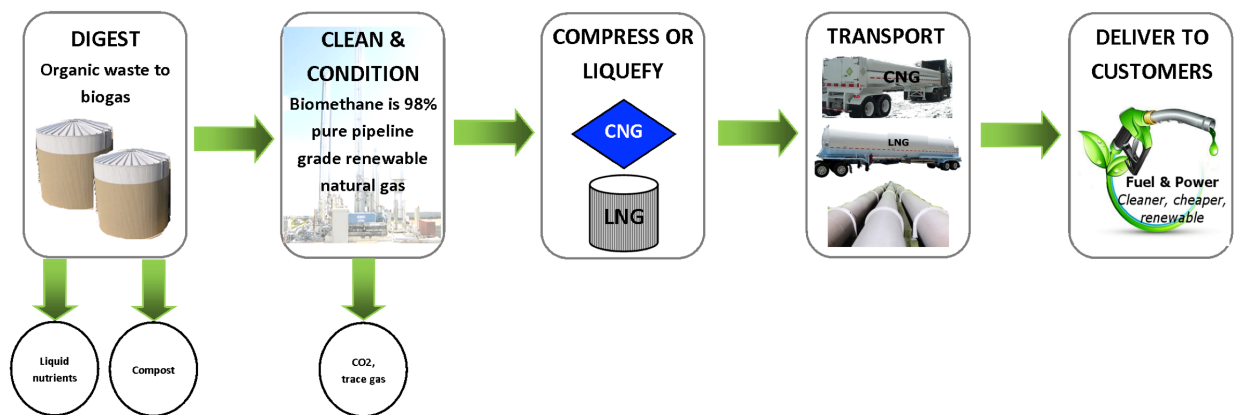 DIGEST
Organic waste to
biogas
CLEAN &
CONDITION
Biomethane is 98%
pure pipeline
grade renewable
natural gas
COMPRESS OR
LIQUEFY
CNG
LNG
TRANSPORT
CNG
LNG
DELIVER TO
CUSTOMERS
Fuel & Power
Cleaner, cheaper,
renewable
Liquid
nutrients
Compost
CO2,
trace gas